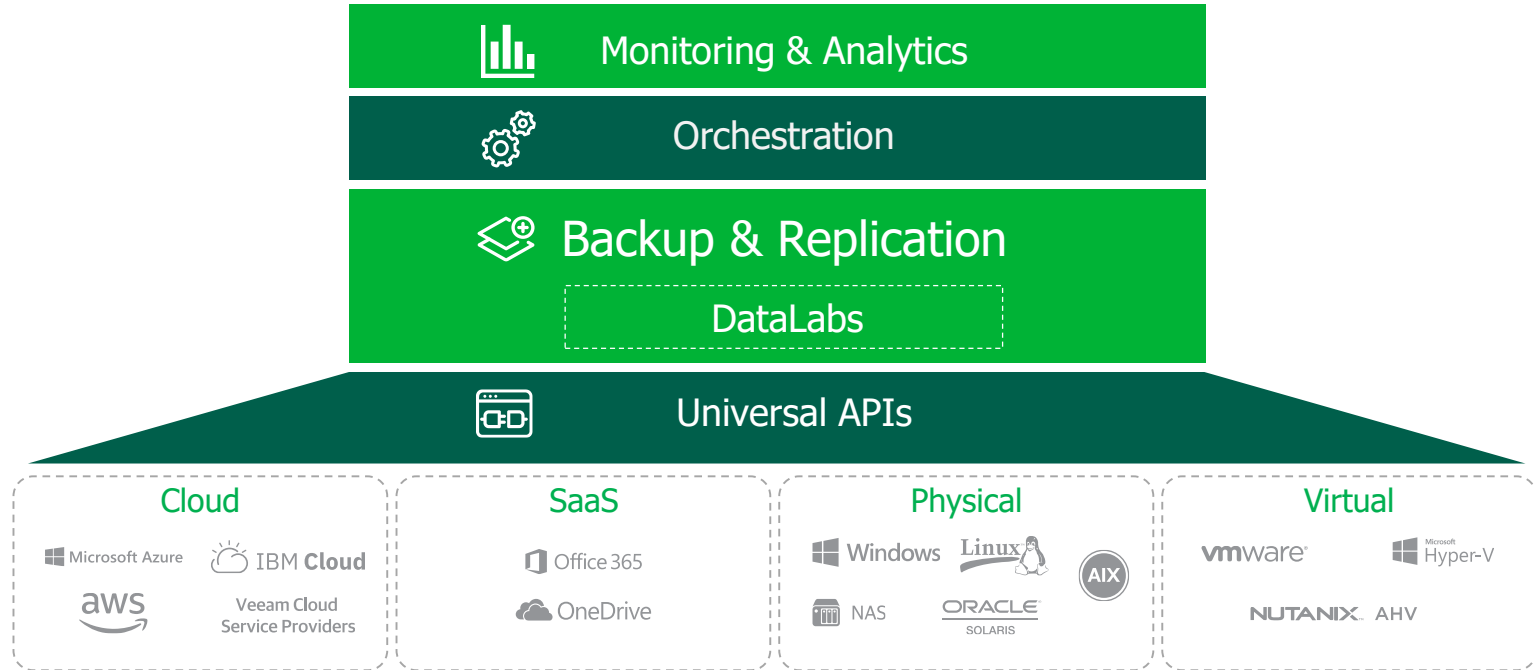 Monitoring & Analytics
Orchestration
Backup & Replication
DataLabs
Universal APIs
Cloud
Microsoft Azure
IBM Cloud
aws
Veeam Cloud
Service Providers
SaaS
Office 365
OneDrive
Physical
Windows
Linux
AIX
NAS
ORACLE
SOLARIS
Virtual
vmware
Microsoft
Hyper-V
NUTANIX AHV